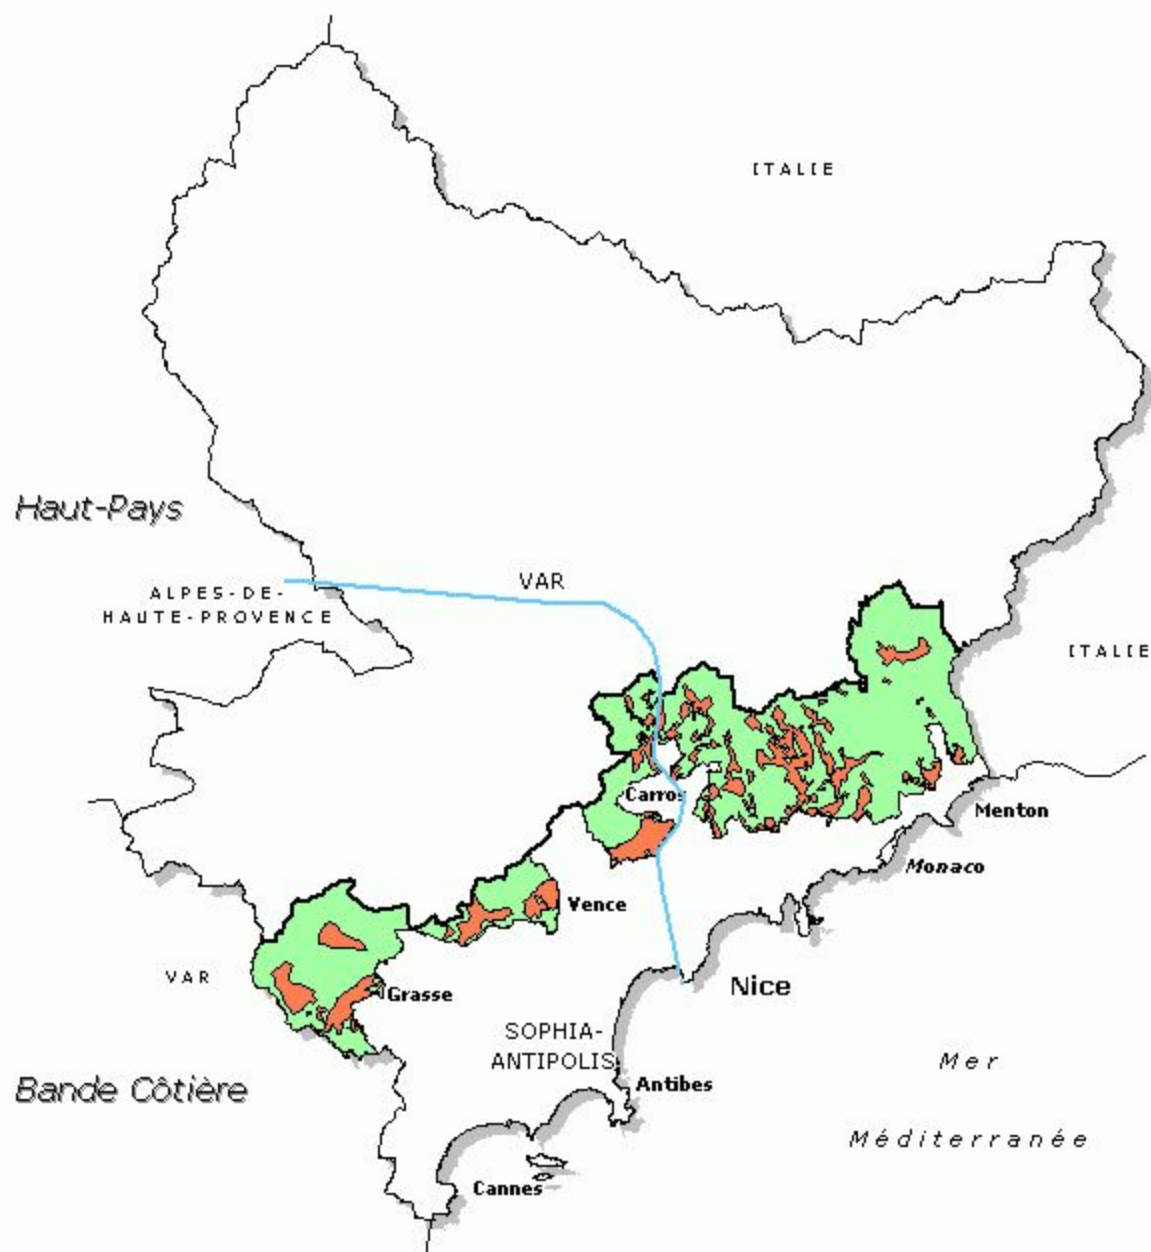 ITALIE
Haut-Pays
VAR
ALPES-DE-
HAUTE-PROVENCE
ITALIE
Carros
Menton
Monaco
Vence
VAR
Grasse
Nice
SOPHIA-
ANTIPOLIS
Mer
Bande Côtière
Antibes
Méditerranée
Cannes